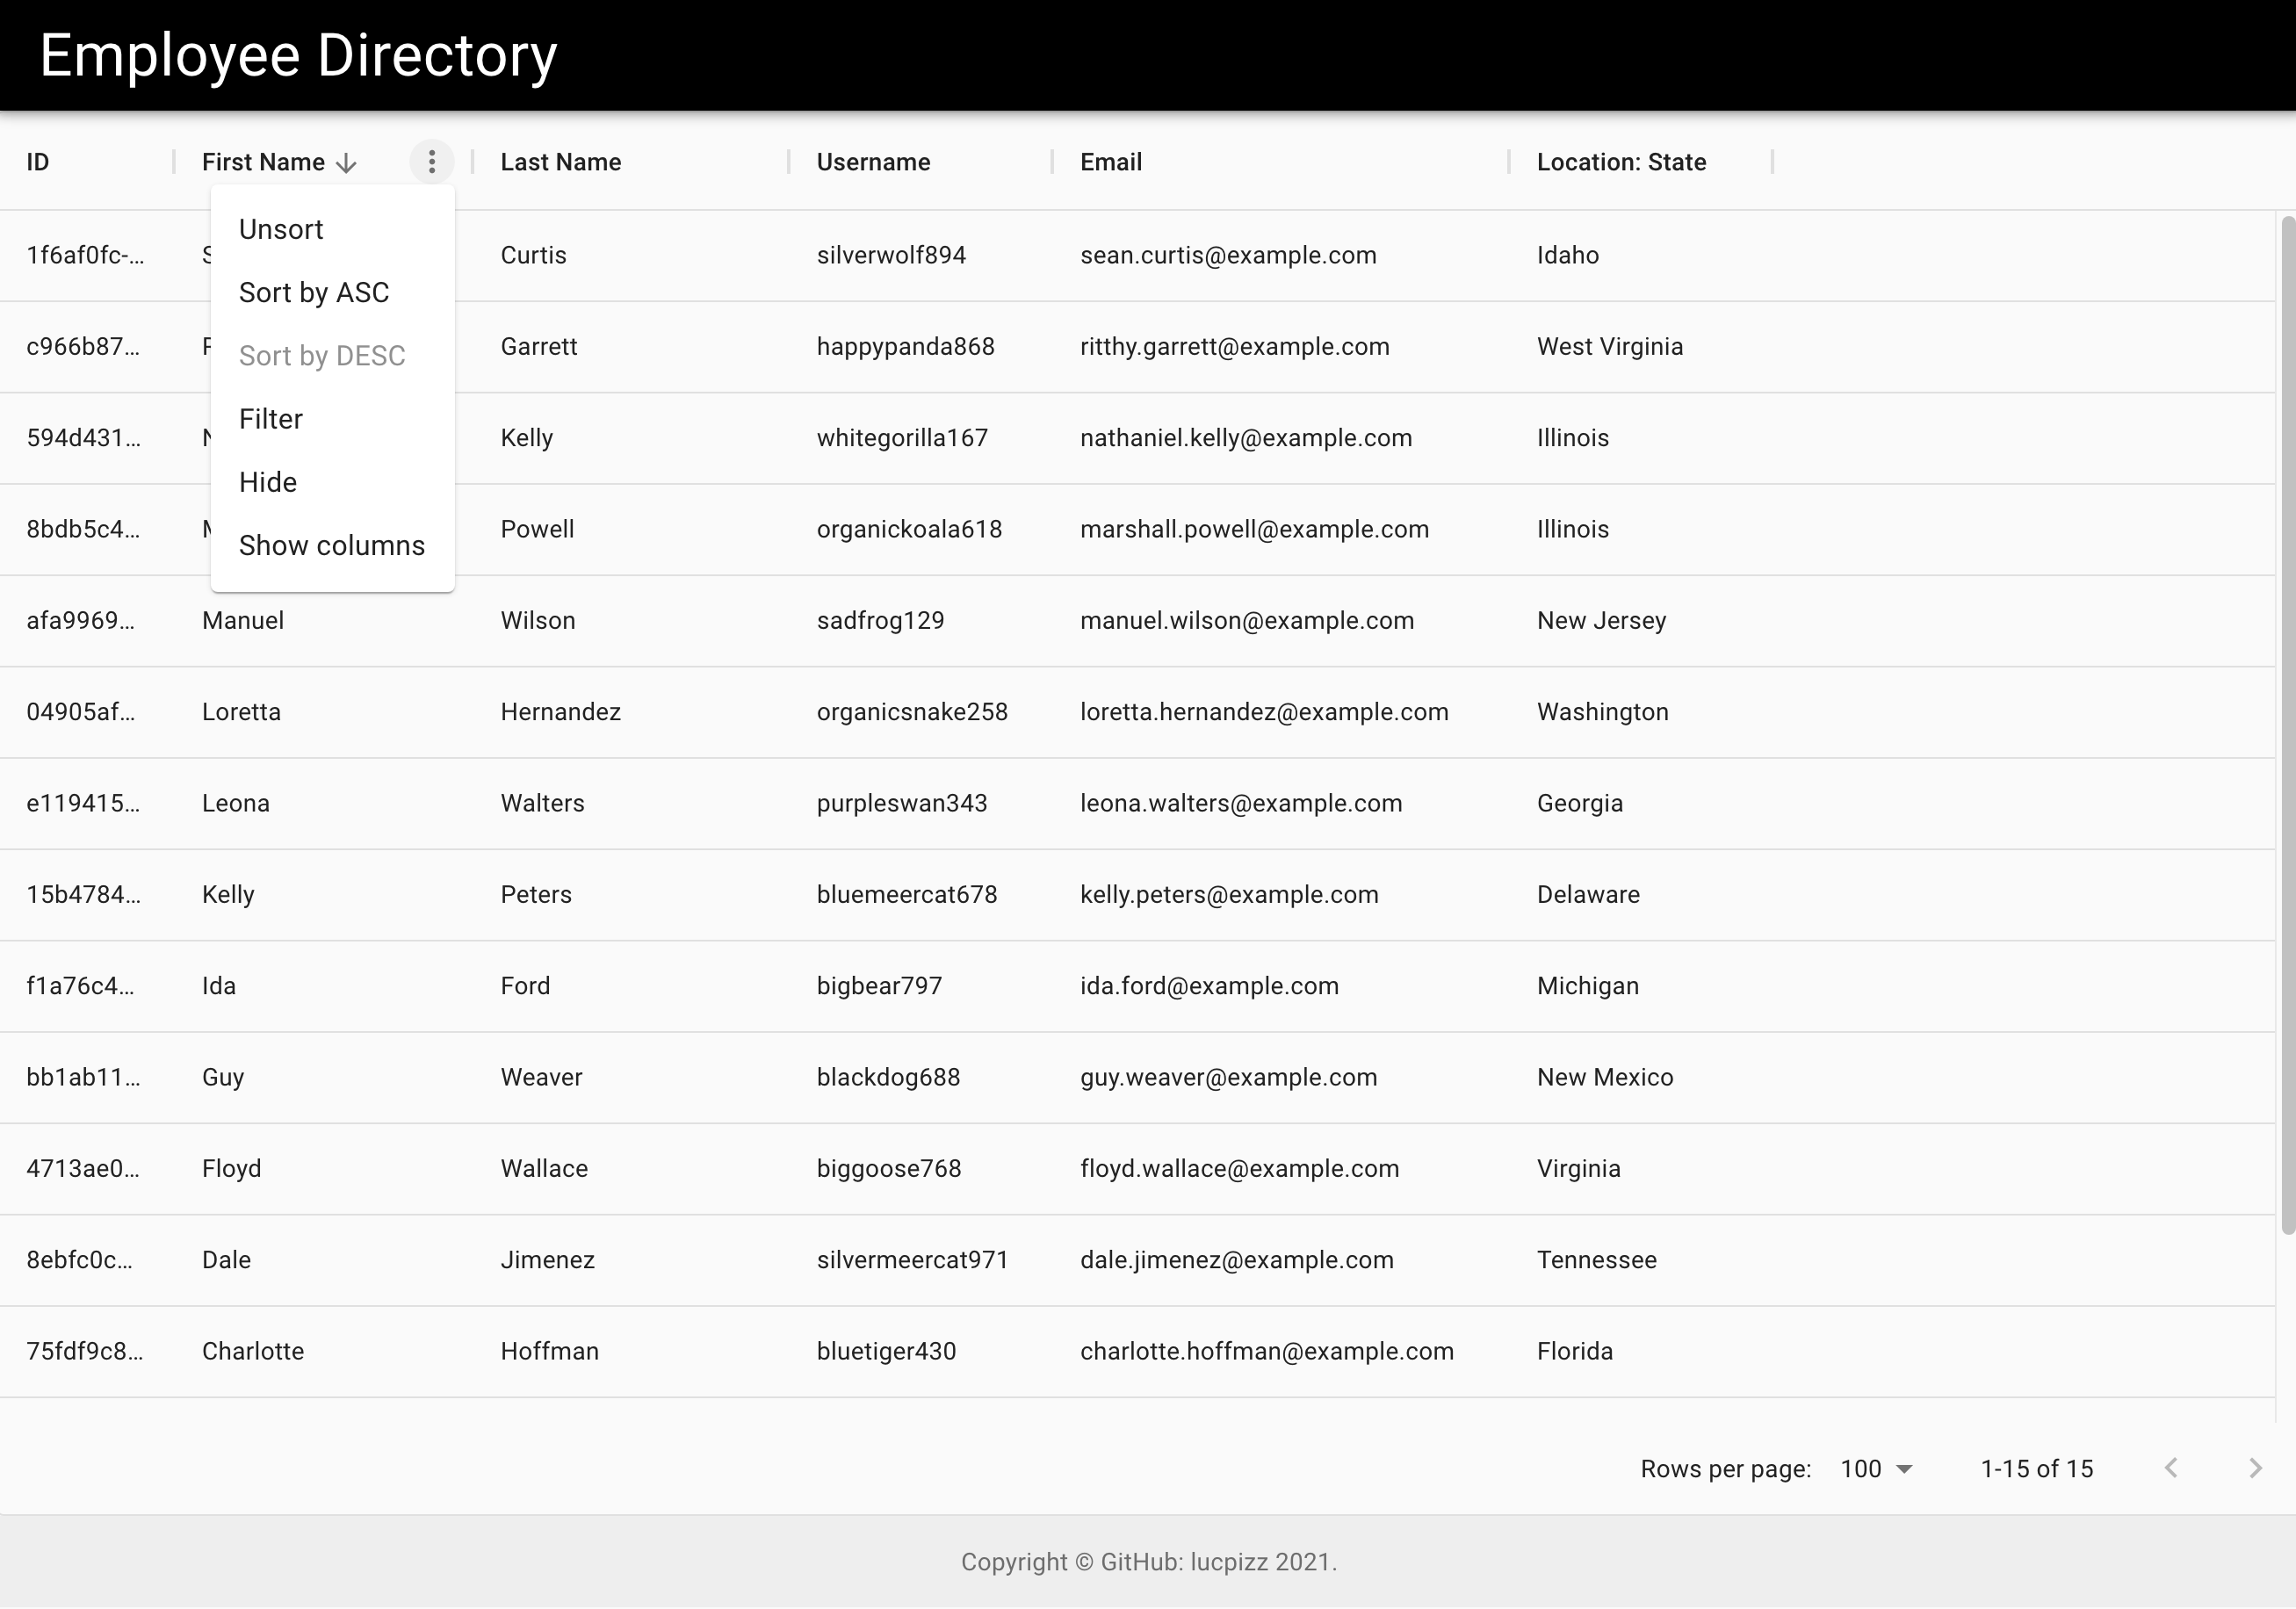 Employee Directory
ID First Name Last Name Username Email Location: State
Unsort
Sort by ASC
Sort by DESC
Filter
Hide
Show columns
1f6af0fc-... Curtis silverwolf894 sean.curtis@example.com Idaho
c966b87... Garrett happypanda868 ritthy.garrett@example.com West Virginia
594d431... Kelly whitegorilla167 nathaniel.kelly@example.com Illinois
8bdb5c4... Powell organickoala618 marshall.powell@example.com Illinois
afa9969... Manuel Wilson sadfrog129 manuel.wilson@example.com New Jersey
04905af... Loretta Hernandez organicsnake258 loretta.hernandez@example.com Washington
e119415... Leona Walters purpleswan343 leona.walters@example.com Georgia
15b4784... Kelly Peters bluemeercat678 kelly.peters@example.com Delaware
f1a76c4... Ida Ford bigbear797 ida.ford@example.com Michigan
bb1ab11... Guy Weaver blackdog688 guy.weaver@example.com New Mexico
4713ae0... Floyd Wallace biggoose768 floyd.wallace@example.com Virginia
8ebfc0c... Dale Jimenez silvermeercat971 dale.jimenez@example.com Tennessee
75fdf9c8... Charlotte Hoffman bluetiger430 charlotte.hoffman@example.com Florida
Rows per page: 100 1-15 of 15
Copyright © GitHub: lucpizz 2021.